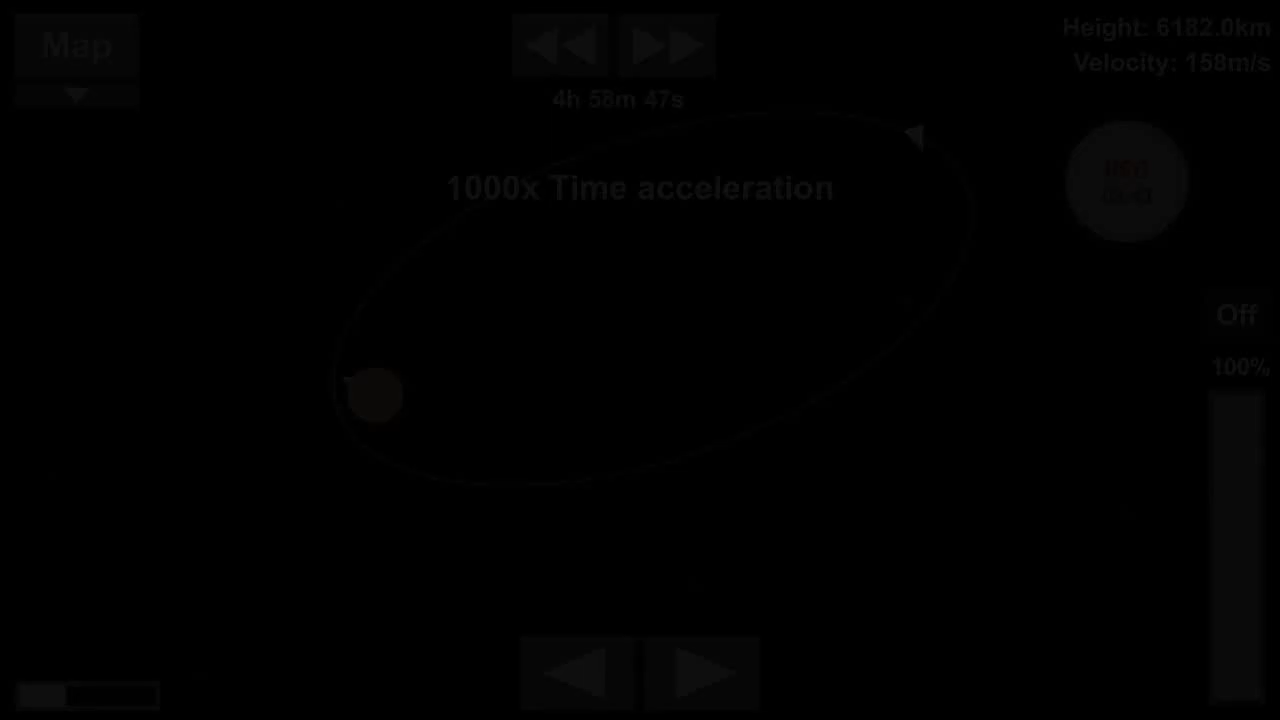 Map
Height: 6182.0km
Velocity: 158m/s
4h 58m 47s
1000x Time acceleration
Off
100%